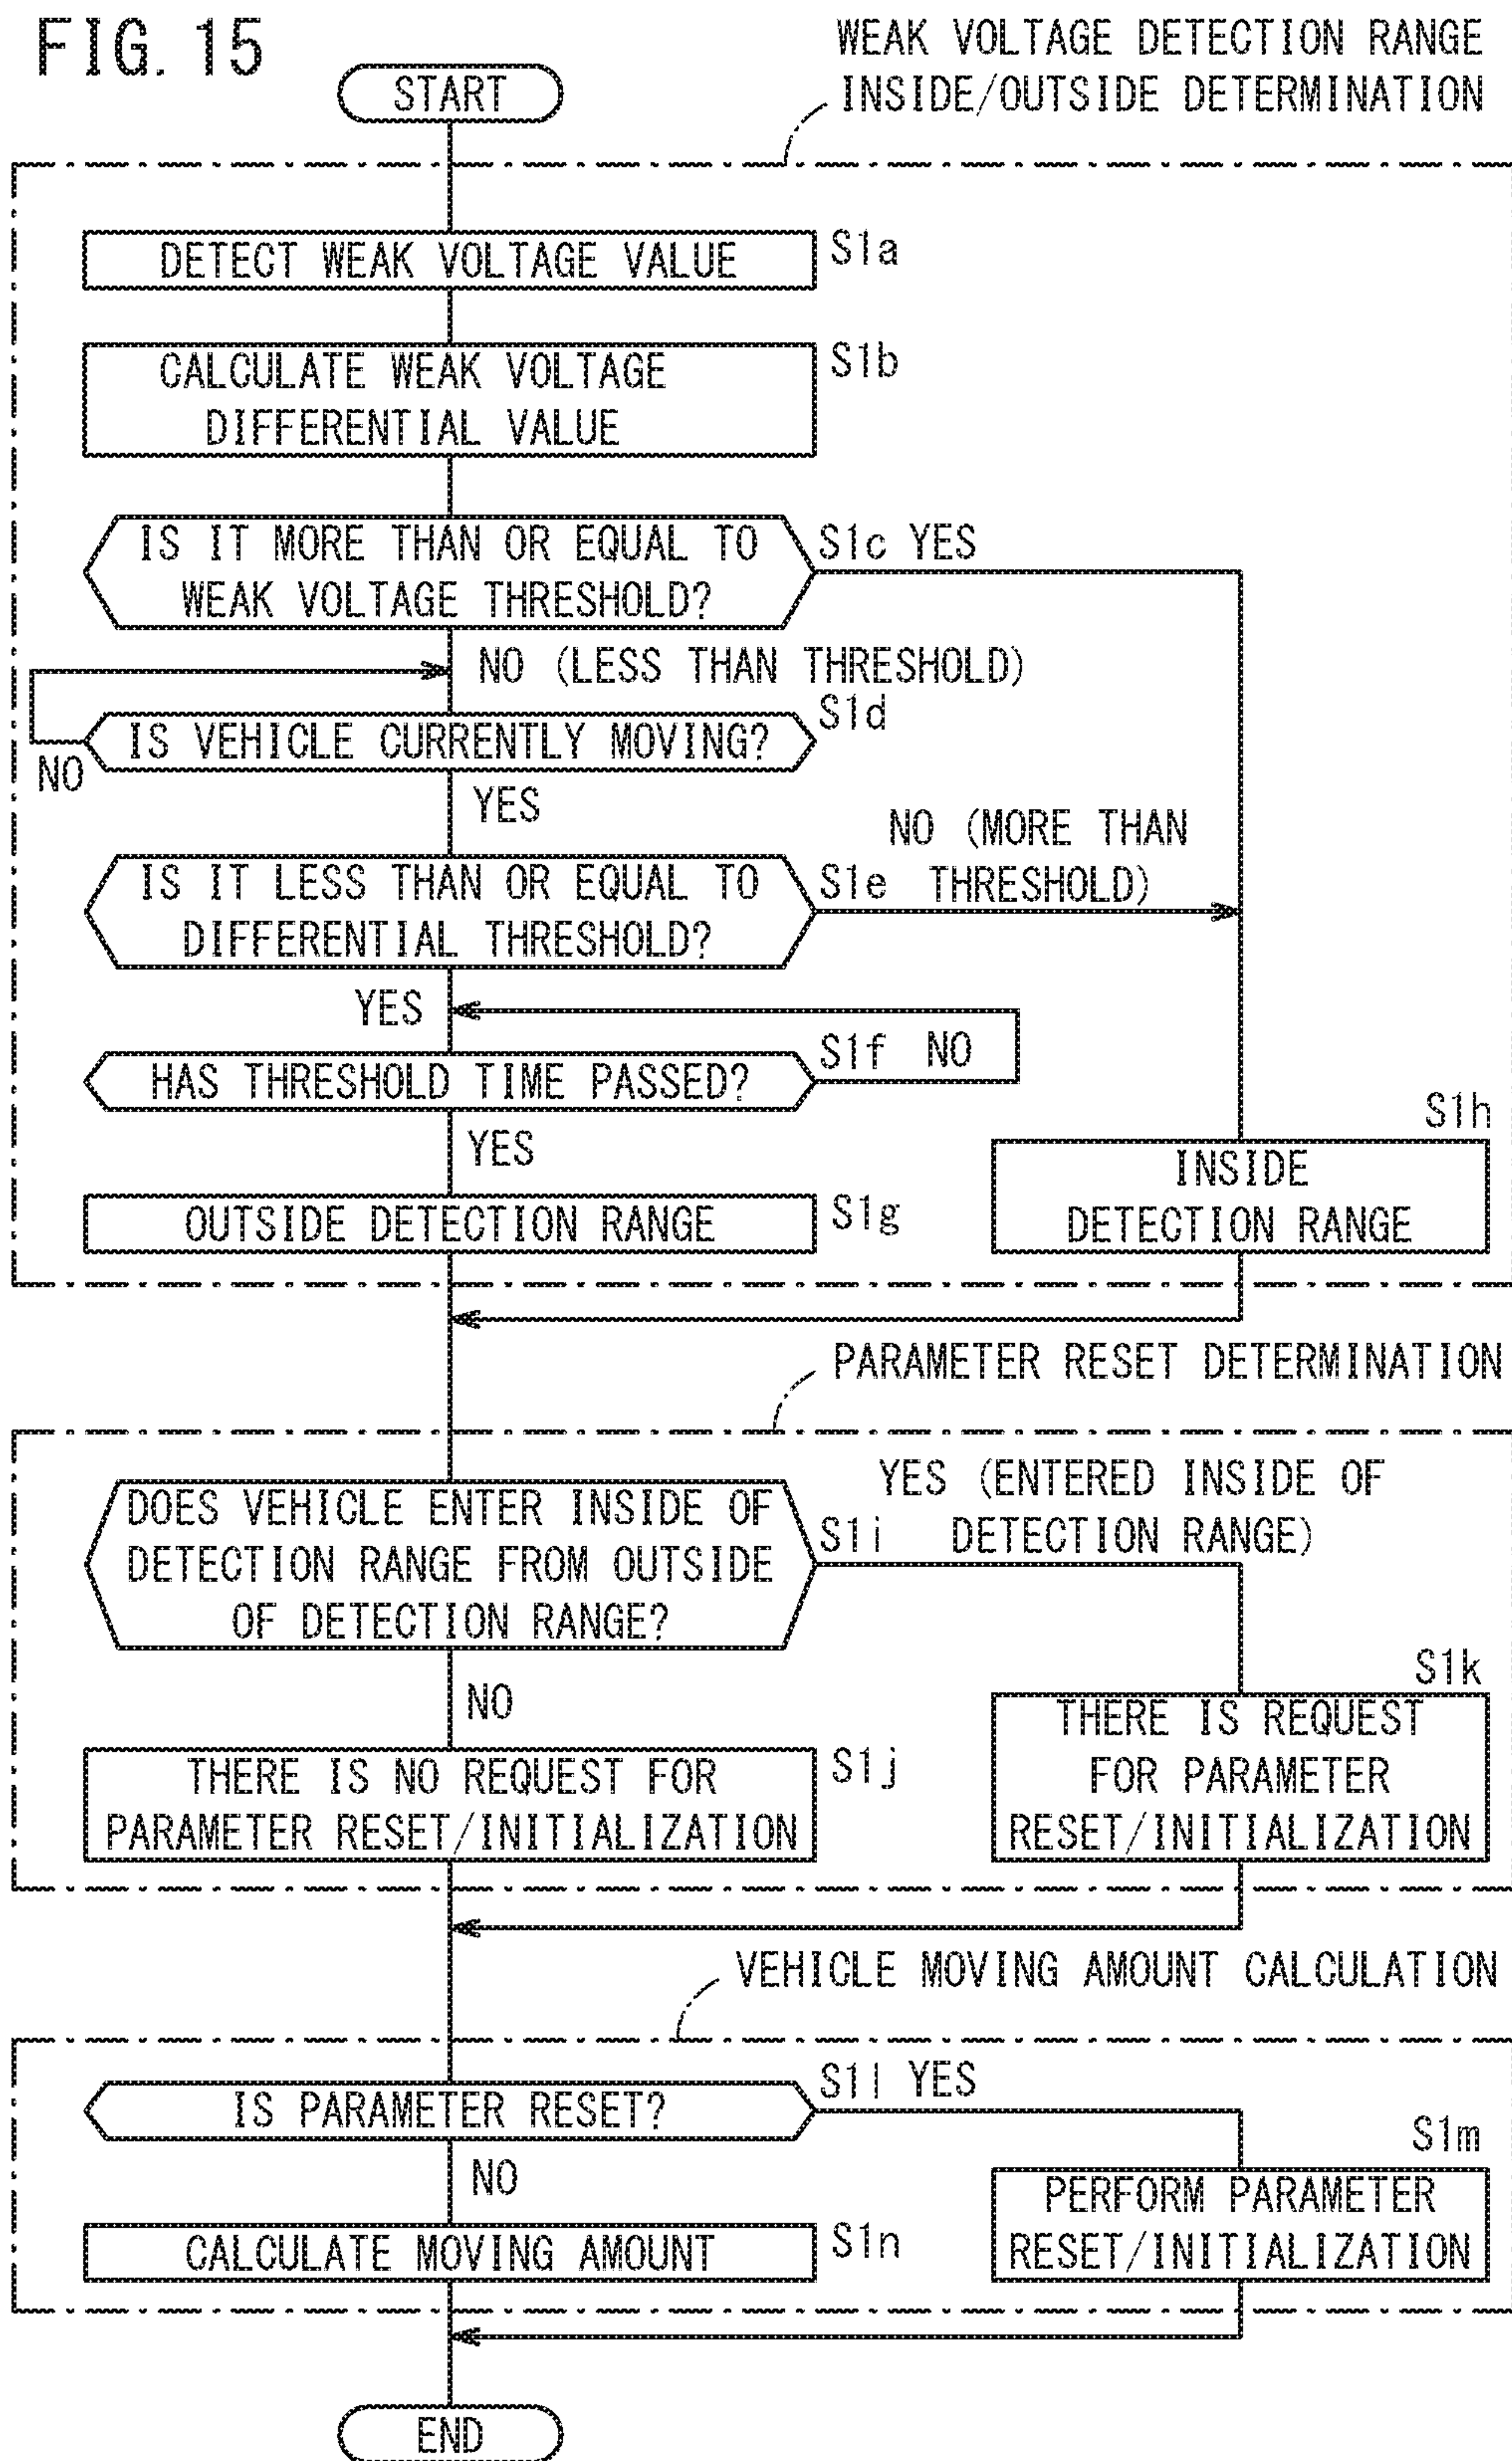 FIG. 15
WEAK VOLTAGE DETECTION RANGE
INSIDE/OUTSIDE DETERMINATION
START
DETECT WEAK VOLTAGE VALUE
S1a
CALCULATE WEAK VOLTAGE
DIFFERENTIAL VALUE
S1b
IS IT MORE THAN OR EQUAL TO
WEAK VOLTAGE THRESHOLD?
S1c YES
NO (LESS THAN THRESHOLD)
IS VEHICLE CURRENTLY MOVING?
S1d
NO
YES
IS IT LESS THAN OR EQUAL TO
DIFFERENTIAL THRESHOLD?
S1e
NO (MORE THAN
THRESHOLD)
YES
HAS THRESHOLD TIME PASSED?
S1f NO
YES
OUTSIDE DETECTION RANGE
S1g
S1h
INSIDE
DETECTION RANGE
PARAMETER RESET DETERMINATION
DOES VEHICLE ENTER INSIDE OF
DETECTION RANGE FROM OUTSIDE
OF DETECTION RANGE?
S1i
YES (ENTERED INSIDE OF
DETECTION RANGE)
NO
THERE IS NO REQUEST FOR
PARAMETER RESET/INITIALIZATION
S1j
S1k
THERE IS REQUEST
FOR PARAMETER
RESET/INITIALIZATION
VEHICLE MOVING AMOUNT CALCULATION
IS PARAMETER RESET?
S1l YES
NO
CALCULATE MOVING AMOUNT
S1n
S1m
PERFORM PARAMETER
RESET/INITIALIZATION
END